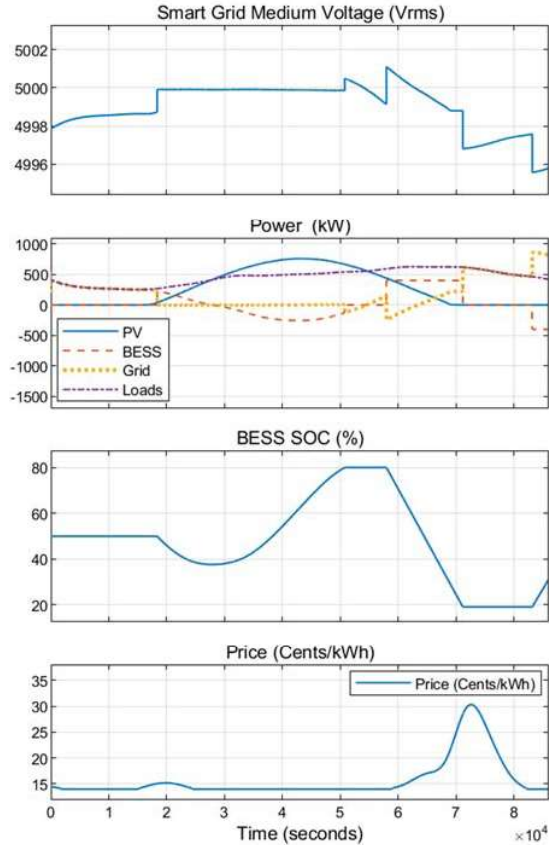 Smart Grid Medium Voltage (Vrms)
5002
5000
4998
4996
Power (kW)
1000
500
0
-500
-1000
-1500
PV
BESS
Grid
Loads
BESS SOC (%)
80
60
40
20
Price (Cents/kWh)
35
30
25
20
15
Price (Cents/kWh)
0 1 2 3 4 5 6 7 8
Time (seconds) ×10⁴